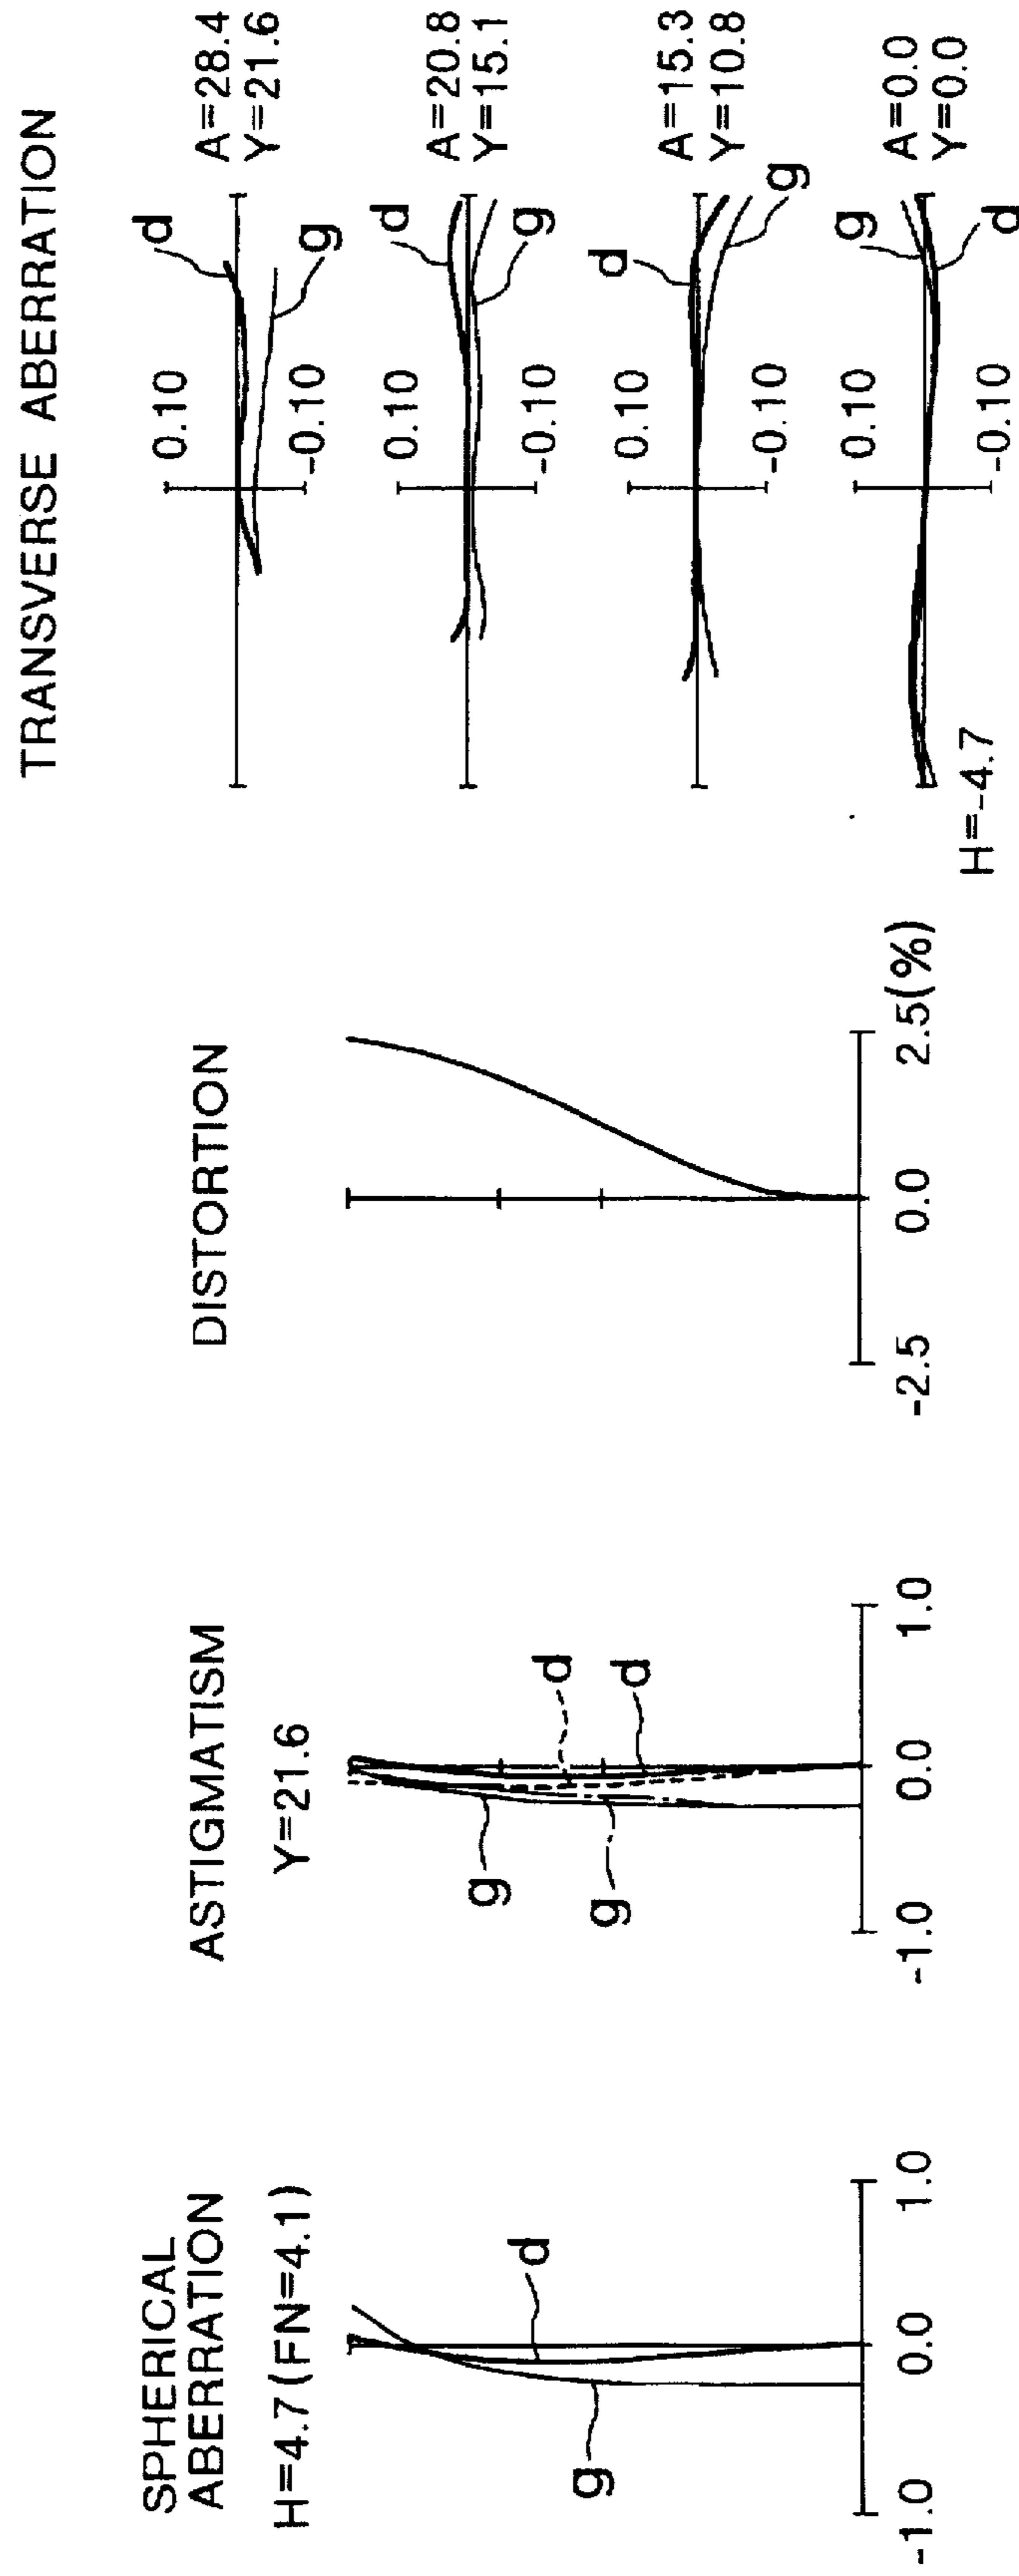 SPHERICAL
ABERRATION
H=4.7(FN=4.1)
g
d
-1.0
0.0
1.0
ASTIGMATISM
Y=21.6
g
g
d
d
-1.0
0.0
1.0
DISTORTION
-2.5
0.0
2.5(%)
TRANSVERSE ABERRATION
0.10
d
A=28.4
Y=21.6
g
-0.10
0.10
d
A=20.8
Y=15.1
g
-0.10
0.10
d
A=15.3
Y=10.8
g
-0.10
0.10
g
A=0.0
Y=0.0
d
-0.10
H=-4.7